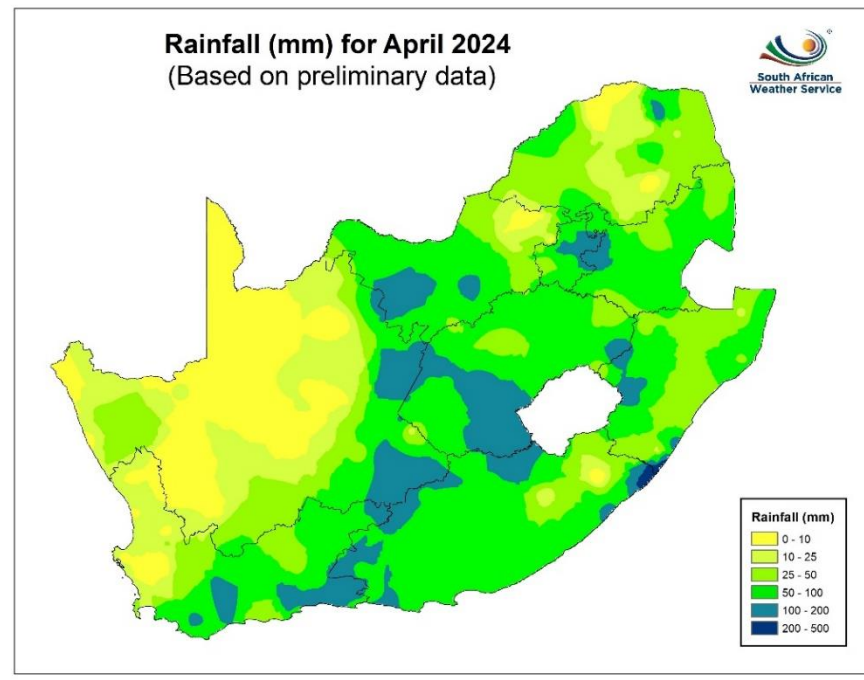 Rainfall (mm) for April 2024
(Based on preliminary data)
South African
Weather Service
Rainfall (mm)
0 - 10
10 - 25
25 - 50
50 - 100
100 - 200
200 - 500